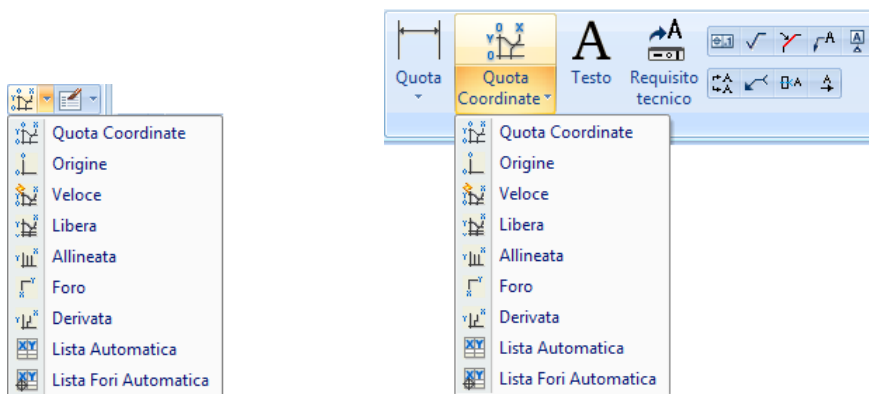 Quota Coordinate
Origine
Veloce
Libera
Allineata
Foro
Derivata
Lista Automatica
Lista Fori Automatica
Quota
Quota
Coordinate
Testo
Requisito
tecnico
Quota Coordinate
Origine
Veloce
Libera
Allineata
Foro
Derivata
Lista Automatica
Lista Fori Automatica